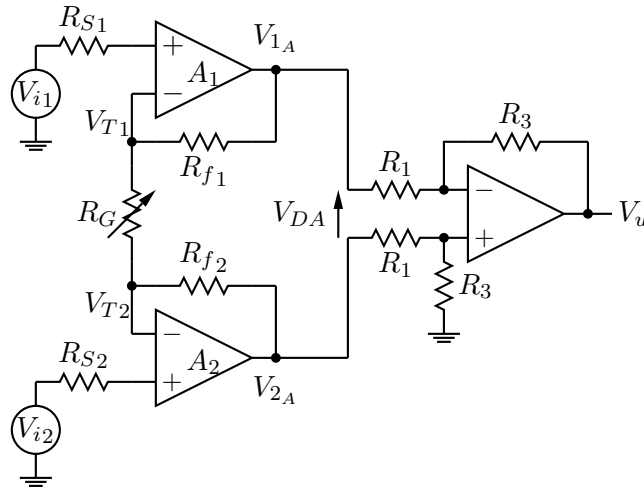 R_{S1}
V_{i1}
+
−
A_1
V_{1_A}
V_{T1}
R_{f1}
R_G
V_{DA}
R_1
R_3
−
+
V_u
R_1
R_3
V_{T2}
R_{f2}
−
+
A_2
V_{2_A}
R_{S2}
V_{i2}